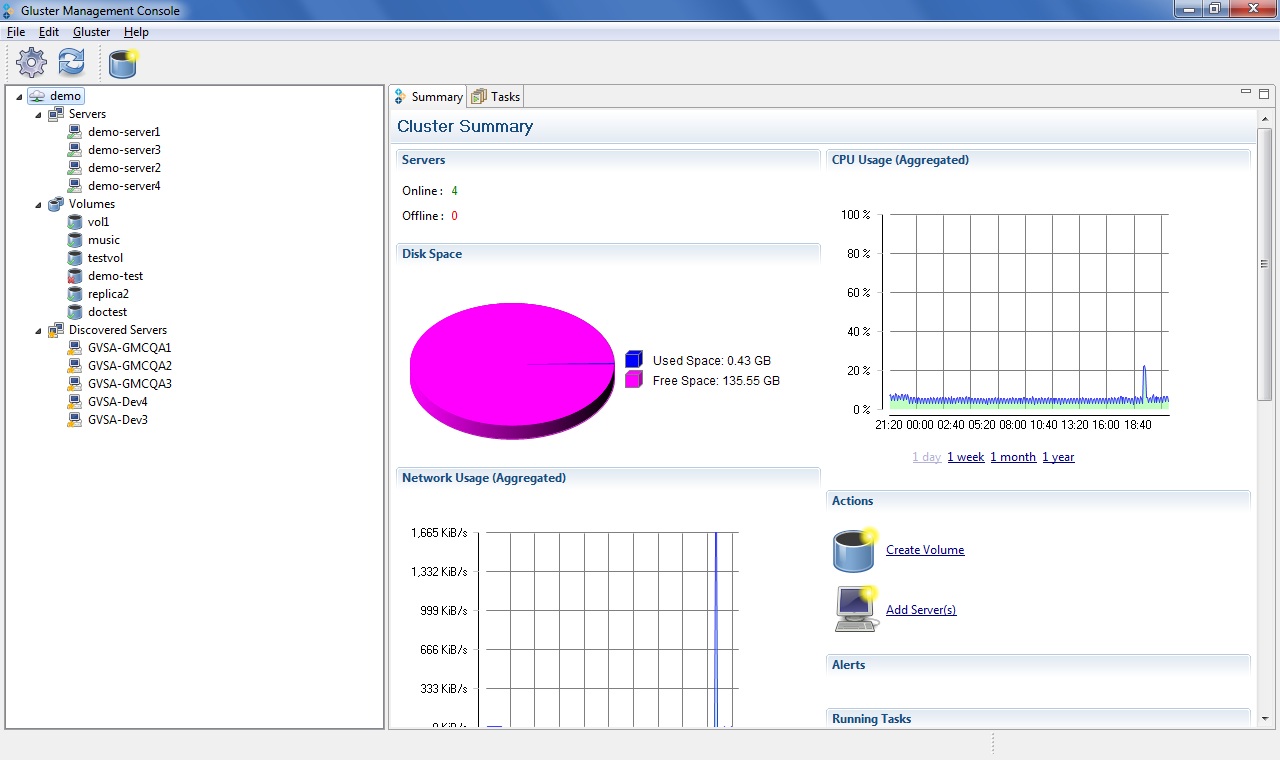 Gluster Management Console
File Edit Gluster Help
demo
Servers
demo-server1
demo-server3
demo-server2
demo-server4
Volumes
vol1
music
testvol
demo-test
replica2
doctest
Discovered Servers
GVSA-GMCQA1
GVSA-GMCQA2
GVSA-GMCQA3
GVSA-Dev4
GVSA-Dev3
Summary Tasks
Cluster Summary
Servers
Online : 4
Offline : 0
Disk Space
Used Space: 0.43 GB
Free Space: 135.55 GB
Network Usage (Aggregated)
1,665 KiB/s
1,332 KiB/s
999 KiB/s
666 KiB/s
333 KiB/s
0 KiB/s
CPU Usage (Aggregated)
100 %
80 %
60 %
40 %
20 %
0 %
21:20 00:00 02:40 05:20 08:00 10:40 13:20 16:00 18:40
1 day 1 week 1 month 1 year
Actions
Create Volume
Add Server(s)
Alerts
Running Tasks